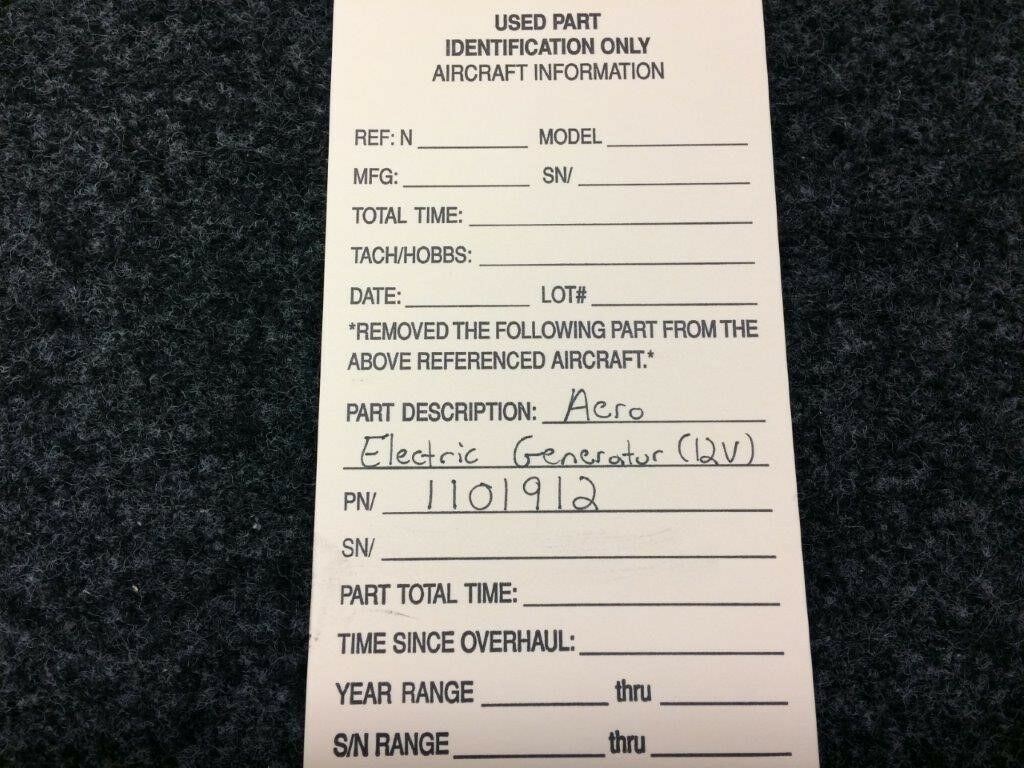 USED PART
IDENTIFICATION ONLY
AIRCRAFT INFORMATION
REF: N MODEL
MFG: SN/
TOTAL TIME:
TACH/HOBBS:
DATE: LOT#
*REMOVED THE FOLLOWING PART FROM THE
ABOVE REFERENCED AIRCRAFT.*
PART DESCRIPTION: Aero
Electric Generator (12V)
PN/ 1101912
SN/
PART TOTAL TIME:
TIME SINCE OVERHAUL:
YEAR RANGE thru
S/N RANGE thru